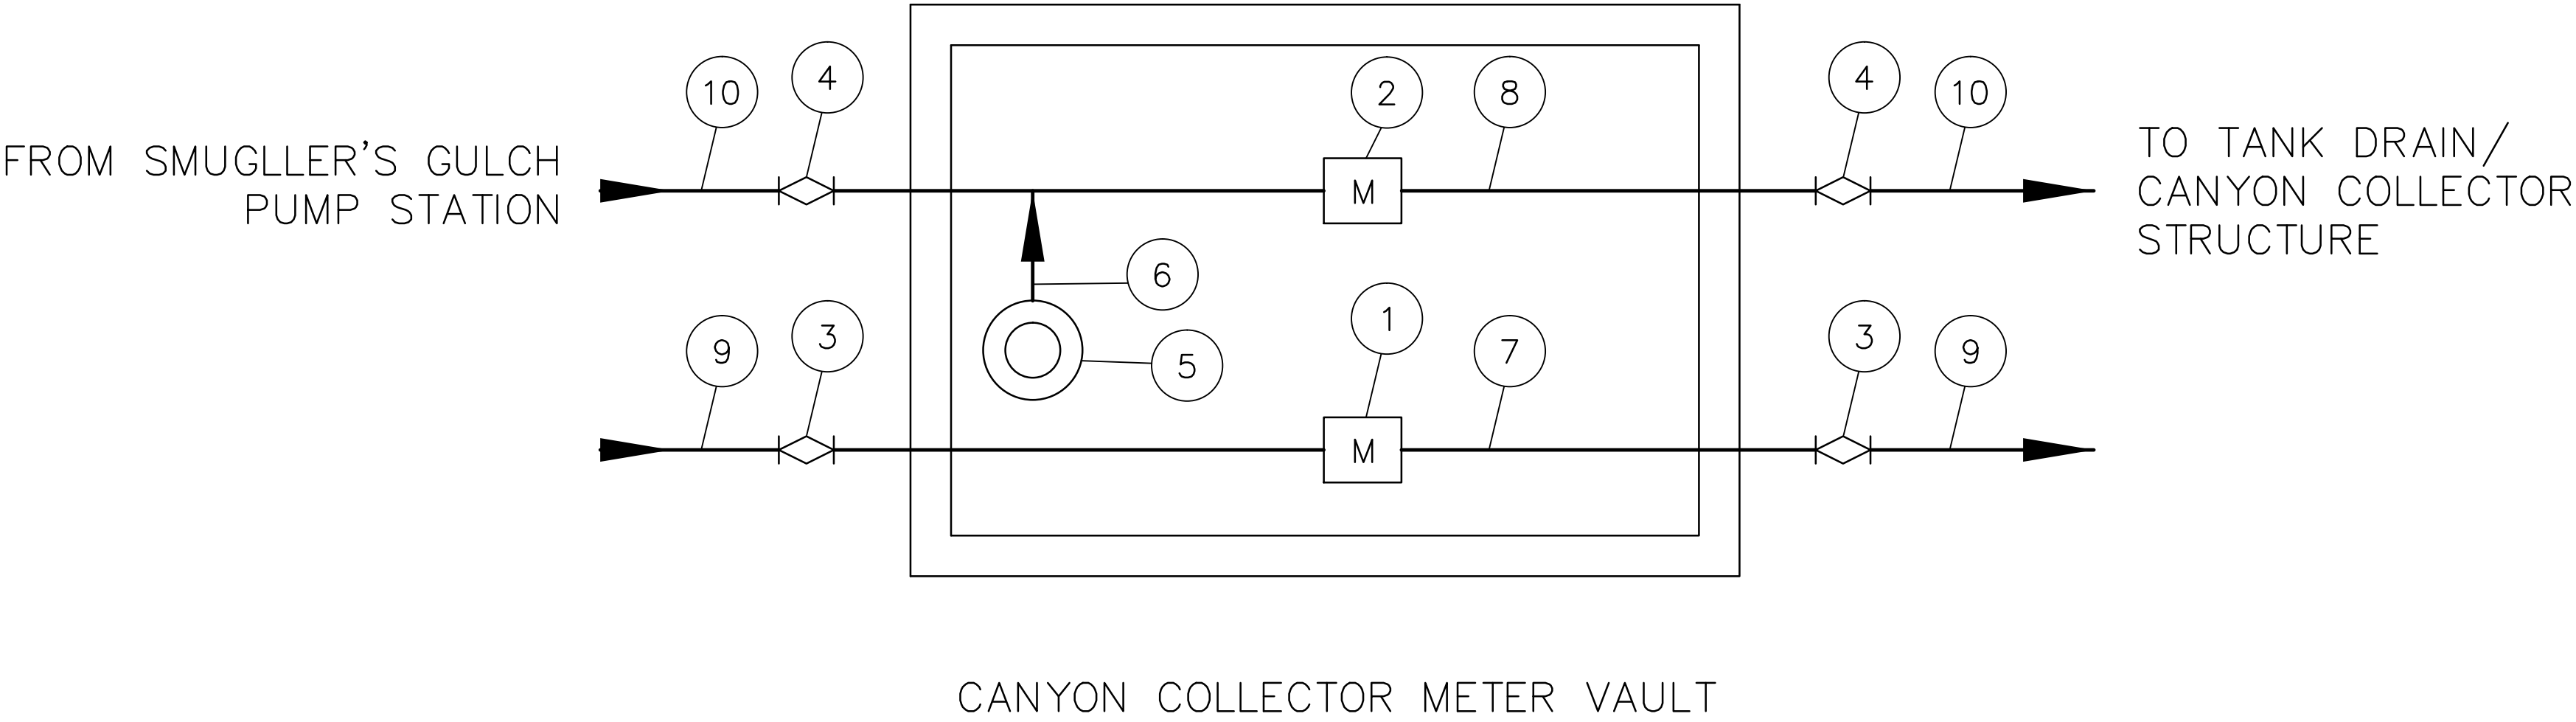 10
4
2
8
4
10
FROM SMUGLLER'S GULCH
PUMP STATION
M
TO TANK DRAIN/
CANYON COLLECTOR
STRUCTURE
6
5
9
3
1
7
3
9
M
CANYON COLLECTOR METER VAULT